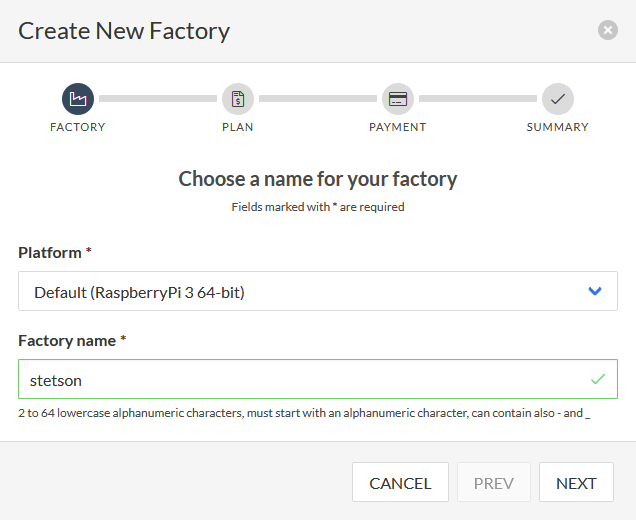 Create New Factory
FACTORY
PLAN
PAYMENT
SUMMARY
Choose a name for your factory
Fields marked with * are required
Platform *
Default (RaspberryPi 3 64-bit)
Factory name *
stetson
2 to 64 lowercase alphanumeric characters, must start with an alphanumeric character, can contain also - and _
CANCEL
PREV
NEXT